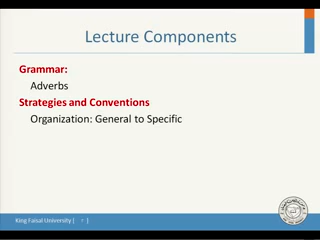 Lecture Components
Grammar:
Adverbs
Strategies and Conventions
Organization: General to Specific
King Faisal University [ ]